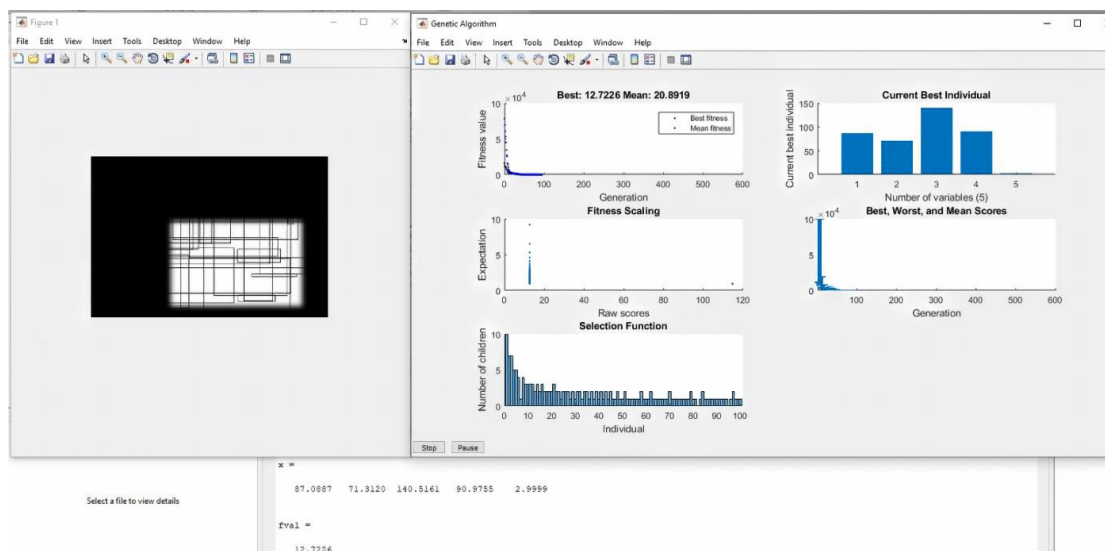 Figure 1
File Edit View Insert Tools Desktop Window Help
Genetic Algorithm
File Edit View Insert Tools Desktop Window Help
×10⁴
Best: 12.7226 Mean: 20.8919
Fitness value
10
5
0
Best fitness
Mean fitness
0 100 200 300 400 500 600
Generation
Current Best Individual
Current best individual
150
100
50
0
1 2 3 4 5
Number of variables (5)
Fitness Scaling
Expectation
10
5
0
0 20 40 60 80 100 120
Raw scores
×10⁴
Best, Worst, and Mean Scores
10
5
0
100 200 300 400 500 600
Generation
Selection Function
Number of children
10
5
0
0 10 20 30 40 50 60 70 80 90 100
Individual
Stop Pause
Select a file to view details
x =
87.0887 71.3120 140.5161 90.9755 2.9999
fval =
12.7226